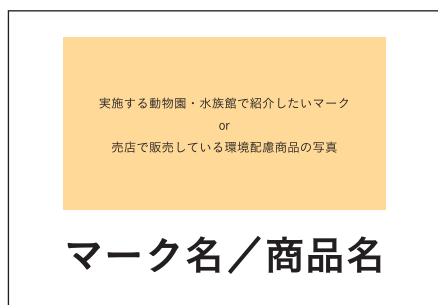 実施する動物園・水族館で紹介したいマーク
or
売店で販売している環境配慮商品の写真
マーク名／商品名